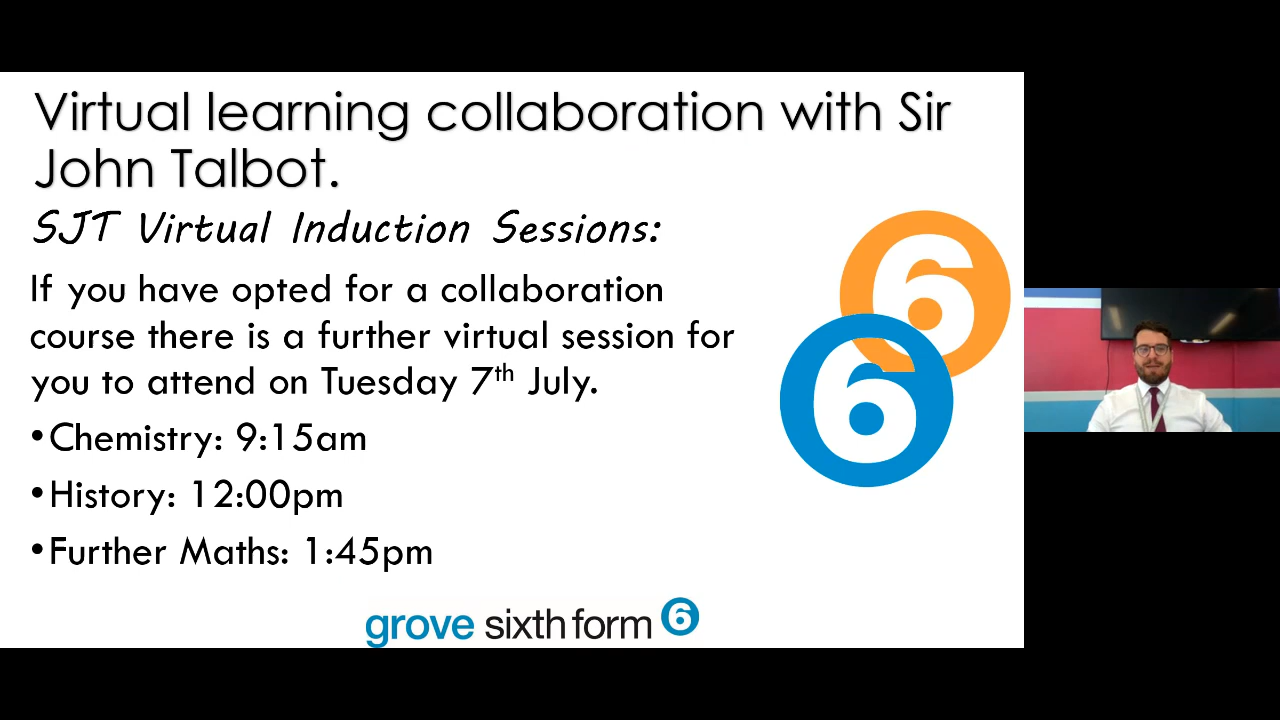 Virtual learning collaboration with Sir
John Talbot.
SJT Virtual Induction Sessions:
If you have opted for a collaboration
course there is a further virtual session for
you to attend on Tuesday 7th July.
•Chemistry: 9:15am
•History: 12:00pm
•Further Maths: 1:45pm
6
6
grove sixth form 6